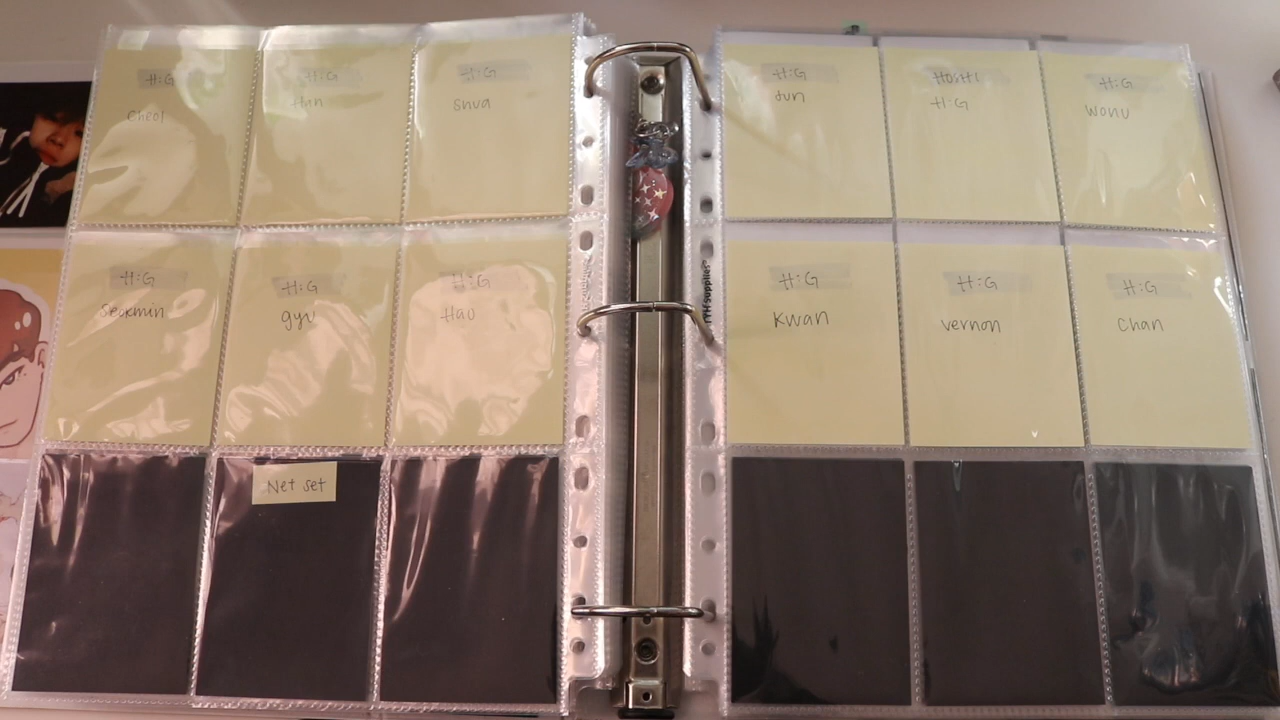 H:G
Cheol
H:G
Han
H:G
Shua
H:G
Jun
HOSHI
H:G
H:G
WONU
H:G
Seokmin
H:G
gyu
H:G
Hao
H:G
Kwan
H:G
vernon
H:G
Chan
Net set